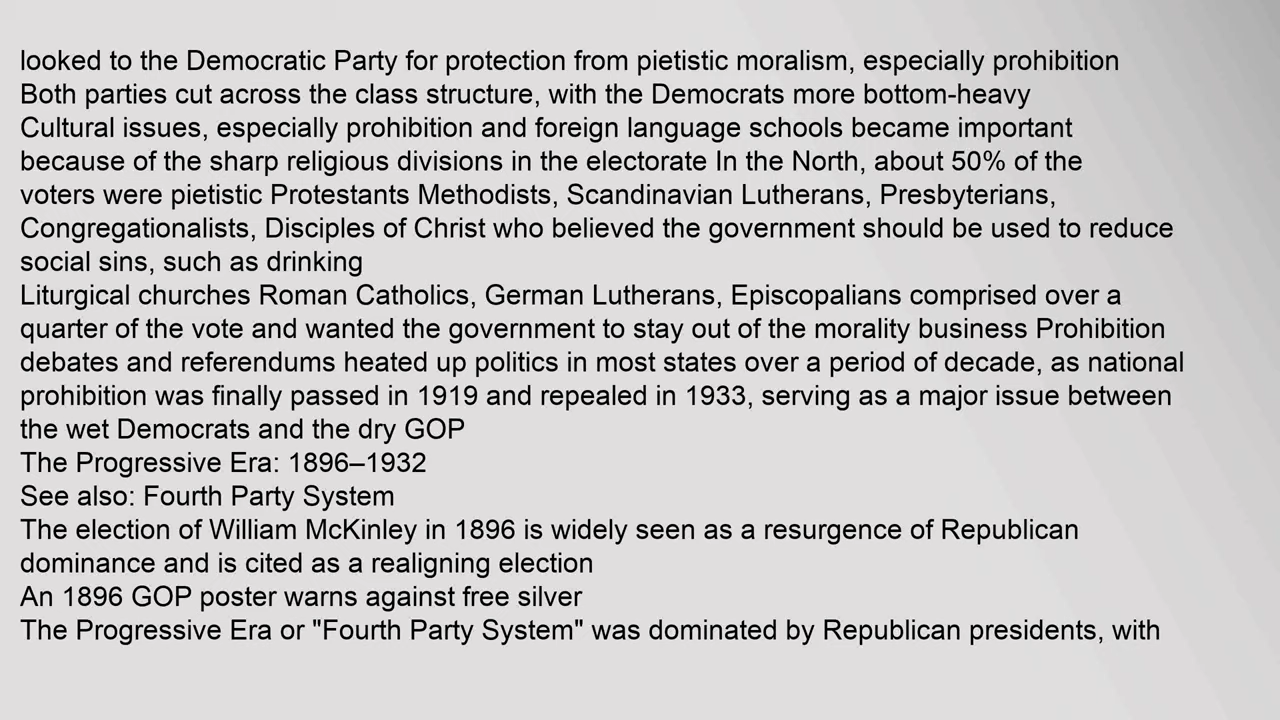 looked to the Democratic Party for protection from pietistic moralism, especially prohibition
Both parties cut across the class structure, with the Democrats more bottom-heavy
Cultural issues, especially prohibition and foreign language schools became important
because of the sharp religious divisions in the electorate In the North, about 50% of the
voters were pietistic Protestants Methodists, Scandinavian Lutherans, Presbyterians,
Congregationalists, Disciples of Christ who believed the government should be used to reduce
social sins, such as drinking
Liturgical churches Roman Catholics, German Lutherans, Episcopalians comprised over a
quarter of the vote and wanted the government to stay out of the morality business Prohibition
debates and referendums heated up politics in most states over a period of decade, as national
prohibition was finally passed in 1919 and repealed in 1933, serving as a major issue between
the wet Democrats and the dry GOP
The Progressive Era: 1896–1932
See also: Fourth Party System
The election of William McKinley in 1896 is widely seen as a resurgence of Republican
dominance and is cited as a realigning election
An 1896 GOP poster warns against free silver
The Progressive Era or "Fourth Party System" was dominated by Republican presidents, with